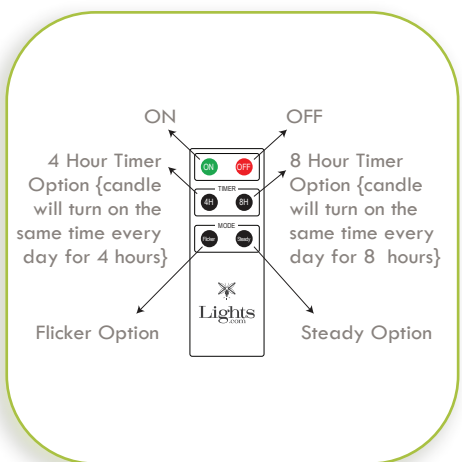 ON
OFF
4 Hour Timer
Option {candle
will turn on the
same time every
day for 4 hours}
8 Hour Timer
Option {candle
will turn on the
same time every
day for 8 hours}
ON
OFF
TIMER
4H
8H
MODE
Flicker
Steady
Lights
.com
Flicker Option
Steady Option